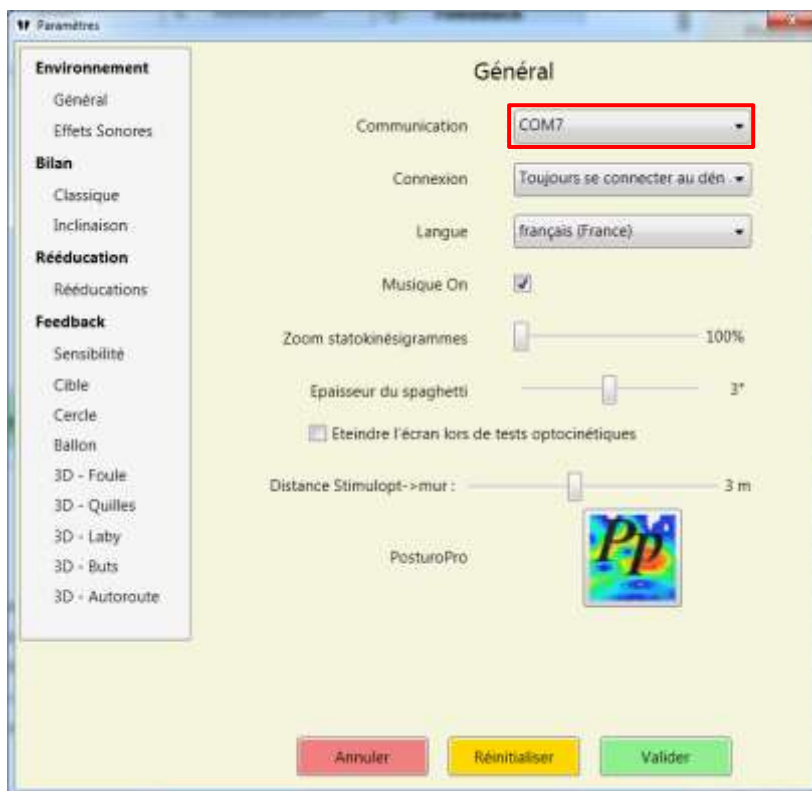 Paramètres
Environnement
Général
Effets Sonores
Bilan
Classique
Inclinaison
Rééducation
Rééducations
Feedback
Sensibilité
Cible
Cercle
Ballon
3D - Foule
3D - Quilles
3D - Laby
3D - Buts
3D - Autoroute
Général
Communication COM7
Connexion Toujours se connecter au dén
Langue français (France)
Musique On
Zoom statokinésigrammes 100%
Epaisseur du spaghetti 3°
Eteindre l'écran lors de tests optocinétiques
Distance Stimulopt->mur : 3 m
PosturoPro Pp
Annuler Réinitialiser Valider